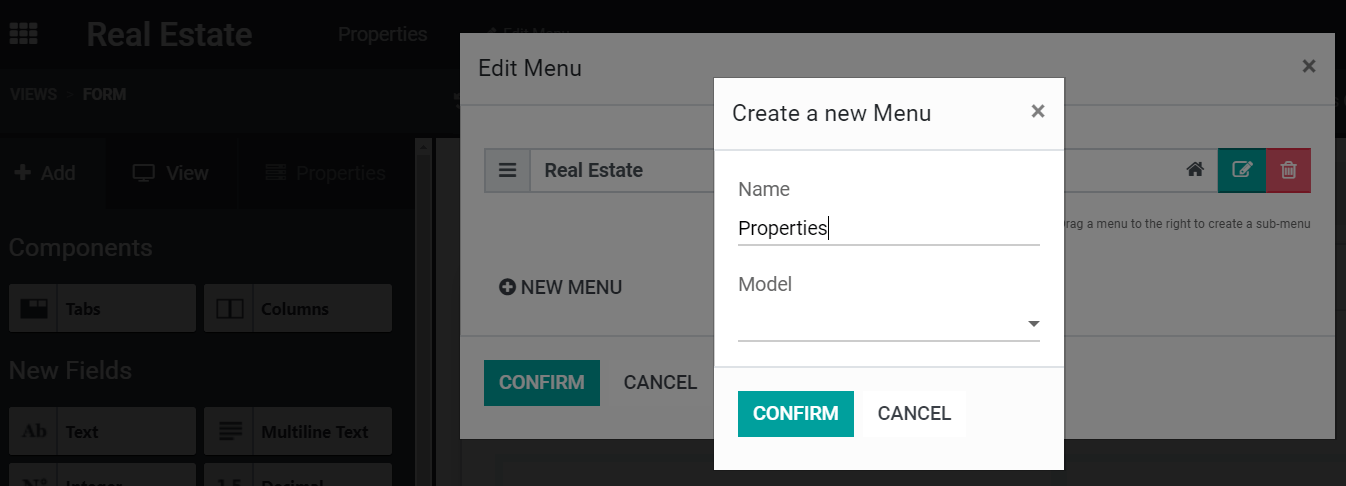 Real Estate Properties Edit Menu
VIEWS > FORM
Add View Properties
Components
Tabs Columns
New Fields
Ab Text Multiline Text
Integer Decimal
Edit Menu ×
Real Estate
Drag a menu to the right to create a sub-menu
NEW MENU
CONFIRM CANCEL
Create a new Menu ×
Name
Properties
Model
CONFIRM CANCEL